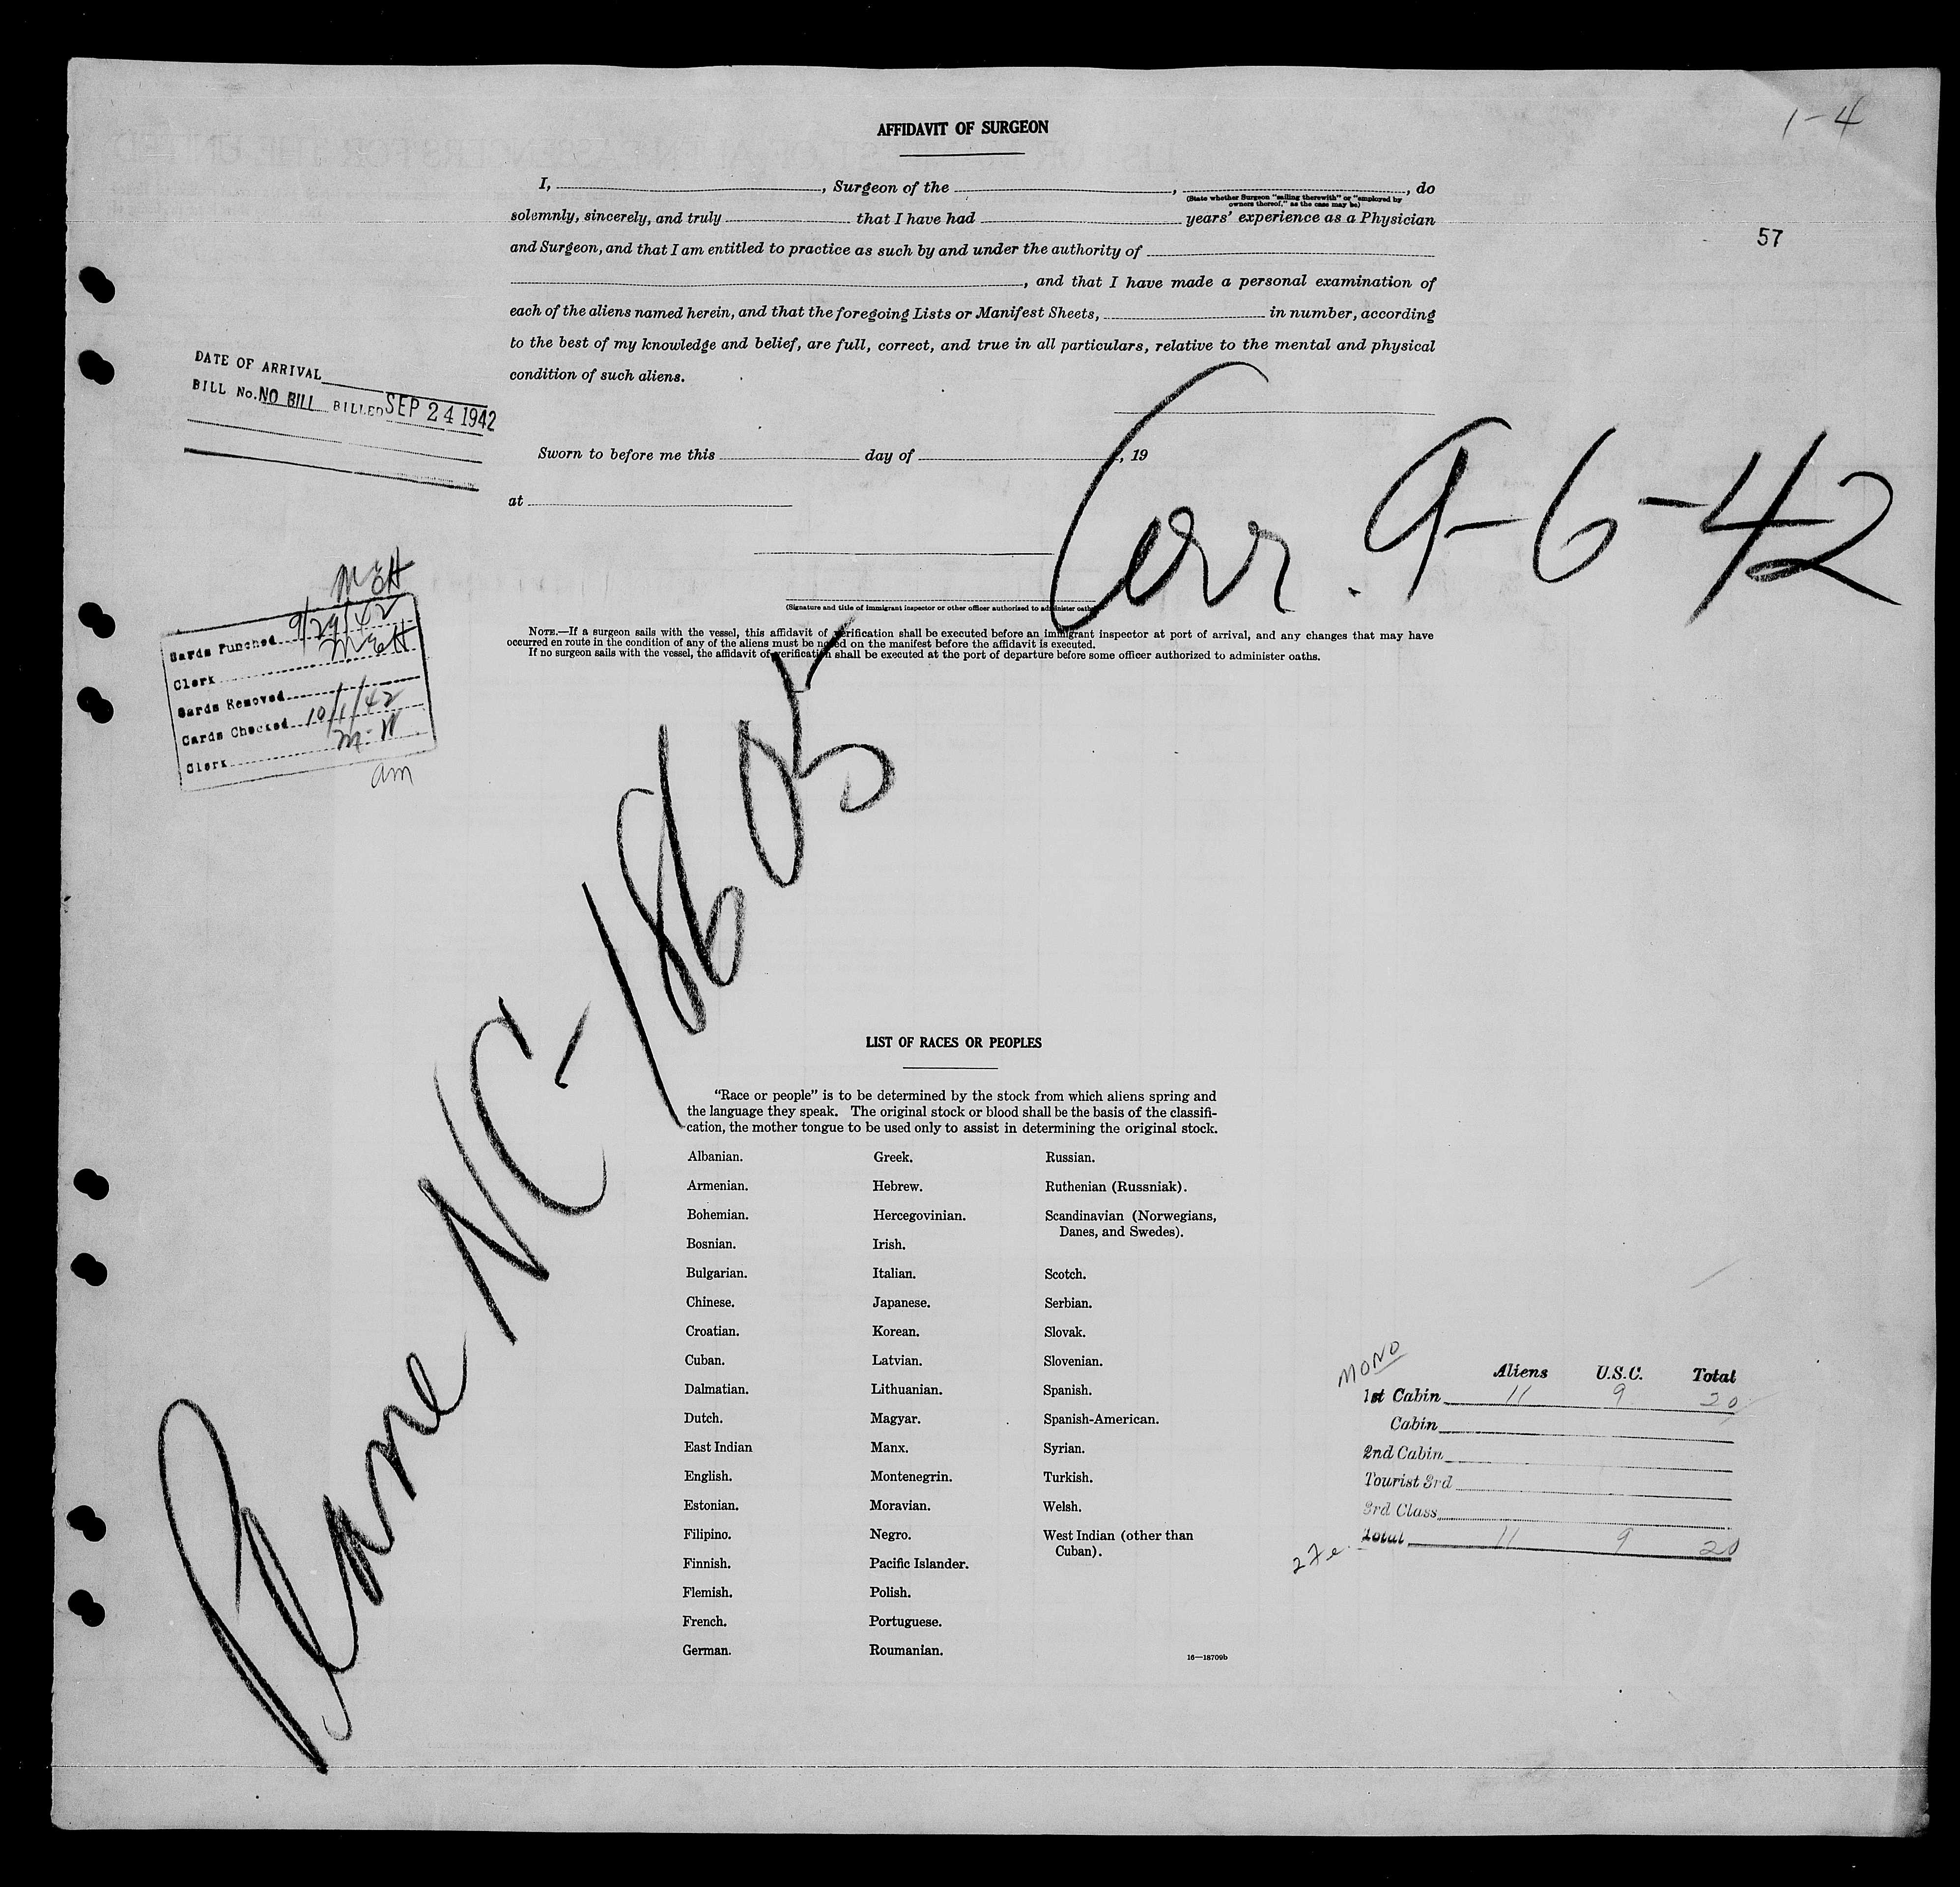 AFFIDAVIT OF SURGEON
1-4
I, , Surgeon of the , , do
(State whether Surgeon "sailing therewith" or "employed by
owners thereof," as the case may be)
solemnly, sincerely, and truly that I have had years' experience as a Physician
57
and Surgeon, and that I am entitled to practice as such by and under the authority of
, and that I have made a personal examination of
each of the aliens named herein, and that the foregoing Lists or Manifest Sheets, in number, according
to the best of my knowledge and belief, are full, correct, and true in all particulars, relative to the mental and physical
condition of such aliens.
DATE OF ARRIVAL
BILL No. NO BILL BILLED SEP 24 1942
Sworn to before me this day of , 19
at
Corr. 9-6-42
(Signature and title of immigrant inspector or other officer authorized to administer oaths)
NOTE.—If a surgeon sails with the vessel, this affidavit of verification shall be executed before an immigrant inspector at port of arrival, and any changes that may have
occurred en route in the condition of any of the aliens must be noted on the manifest before the affidavit is executed.
If no surgeon sails with the vessel, the affidavit of verification shall be executed at the port of departure before some officer authorized to administer oaths.
MEH
Cards Punched 9/29/42
MEH
Clerk
Cards Removed
Cards Checked 10/1/42
M-W
Clerk
am
Plane NC-18605
LIST OF RACES OR PEOPLES
"Race or people" is to be determined by the stock from which aliens spring and
the language they speak. The original stock or blood shall be the basis of the classifi-
cation, the mother tongue to be used only to assist in determining the original stock.
Albanian.
Armenian.
Bohemian.
Bosnian.
Bulgarian.
Chinese.
Croatian.
Cuban.
Dalmatian.
Dutch.
East Indian
English.
Estonian.
Filipino.
Finnish.
Flemish.
French.
German.
Greek.
Hebrew.
Hercegovinian.
Irish.
Italian.
Japanese.
Korean.
Latvian.
Lithuanian.
Magyar.
Manx.
Montenegrin.
Moravian.
Negro.
Pacific Islander.
Polish.
Portuguese.
Roumanian.
Russian.
Ruthenian (Russniak).
Scandinavian (Norwegians,
Danes, and Swedes).
Scotch.
Serbian.
Slovak.
Slovenian.
Spanish.
Spanish-American.
Syrian.
Turkish.
Welsh.
West Indian (other than
Cuban).
16—18709b
MONO
Aliens U.S.C. Total
1st Cabin 11 9 20
Cabin
2nd Cabin
Tourist 3rd
3rd Class
Total 11 9 20